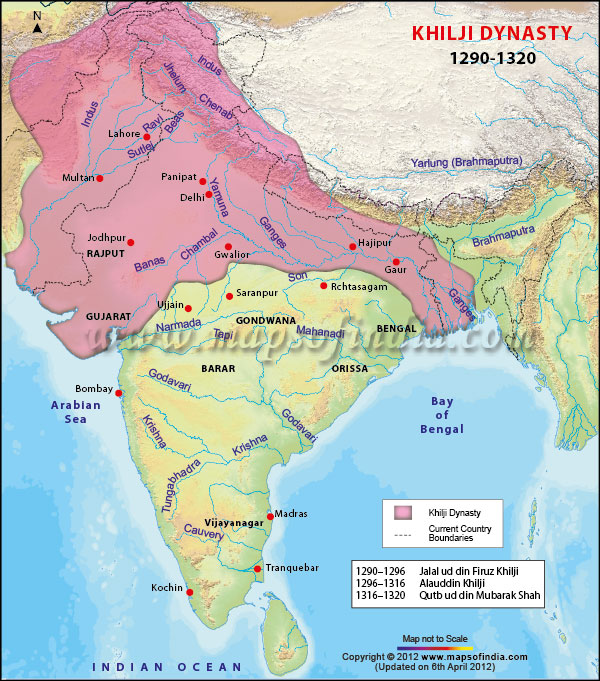 N
KHILJI DYNASTY
1290-1320
Indus
Jhelum
Chenab
Indus
Ravi
Beas
Lahore
Sutlej
Yarlung (Brahmaputra)
Multan
Panipat
Delhi
Yamuna
Ganges
Brahmaputra
Jodhpur
RAJPUT
Banas
Chambal
Gwalior
Hajipur
Gaur
Son
Ganges
Saranpur
Rchtasagam
Ujjain
GUJARAT
Narmada
GONDWANA
Tapi
Mahanadi
BENGAL
www.mapsofindia.com
BARAR
ORISSA
Godavari
Bombay
Arabian
Sea
Bay
of
Bengal
Krishna
Krishna
Godavari
Tungabhadra
Madras
Vijayanagar
Cauvery
Khilji Dynasty
Current Country
Boundaries
Tranquebar
Kochin
1290–1296 Jalal ud din Firuz Khilji
1296–1316 Alauddin Khilji
1316–1320 Qutb ud din Mubarak Shah
Map not to Scale
Copyright © 2012 www.mapsofindia.com
(Updated on 6th April 2012)
INDIAN OCEAN